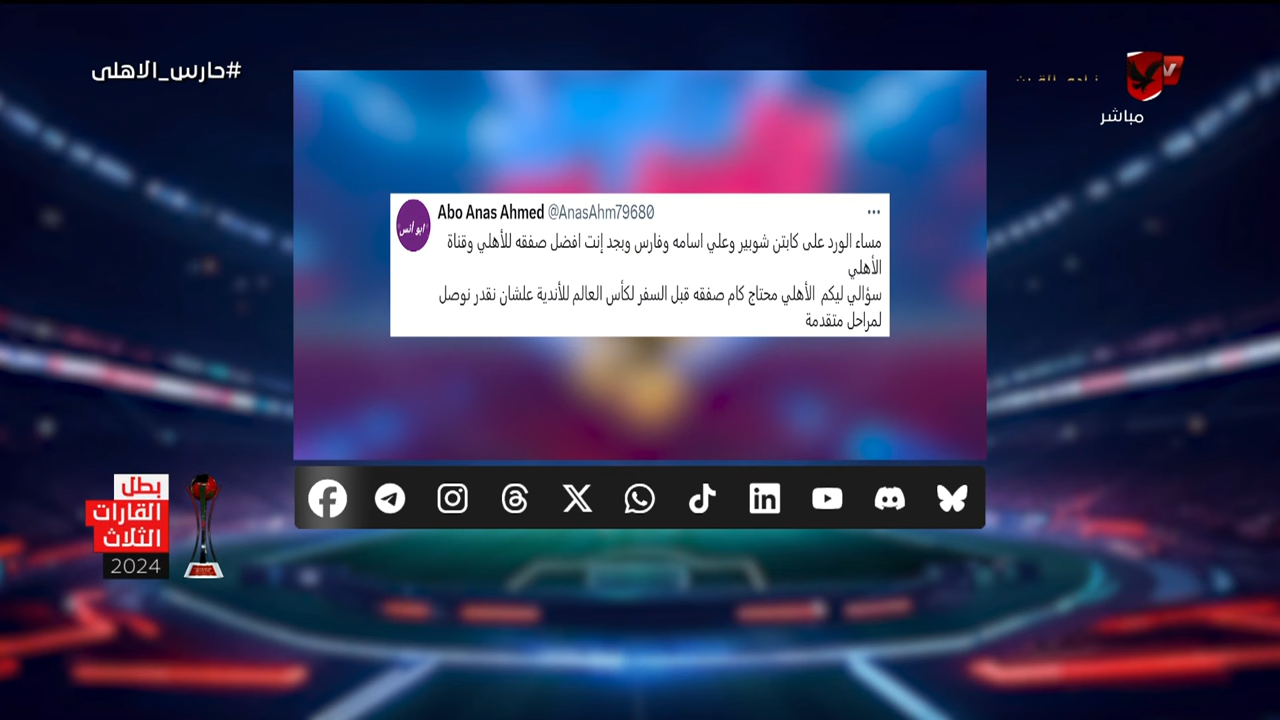 #حارس_الاهلى
مباشر
Abo Anas Ahmed @AnasAhm79680
ابو انس
مساء الورد على كابتن شوبير وعلي اسامه وفارس وبجد إنت افضل صفقه للأهلي وقناة
الأهلي
سؤالي ليكم الأهلي محتاج كام صفقه قبل السفر لكأس العالم للأندية علشان نقدر نوصل
لمراحل متقدمة
بطل
القارات
الثلاث
2024